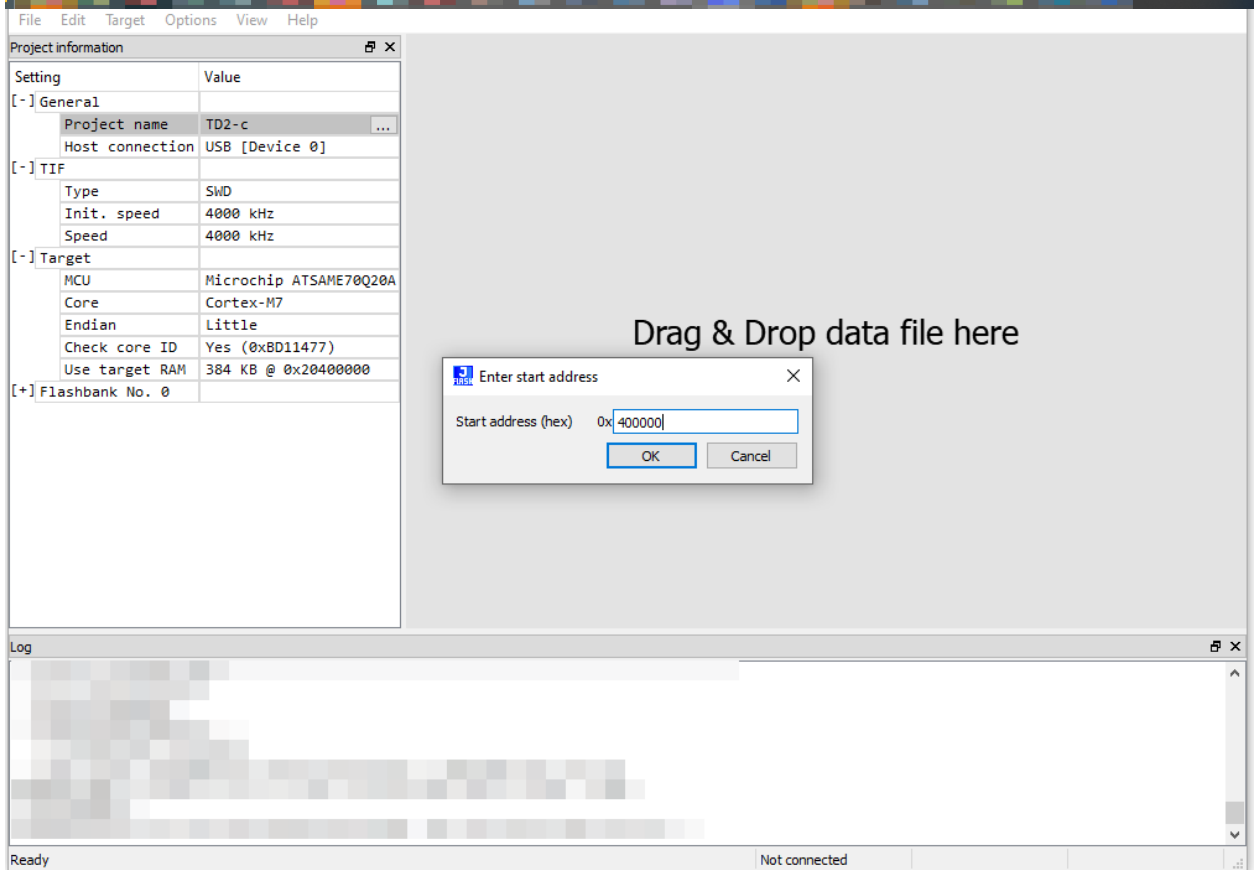 File Edit Target Options View Help
Project information
Setting Value
[-] General
Project name TD2-c ...
Host connection USB [Device 0]
[-] TIF
Type SWD
Init. speed 4000 kHz
Speed 4000 kHz
[-] Target
MCU Microchip ATSAME70Q20A
Core Cortex-M7
Endian Little
Check core ID Yes (0xBD11477)
Use target RAM 384 KB @ 0x20400000
[+] Flashbank No. 0
Drag & Drop data file here
J FLASH Enter start address
Start address (hex) 0x 400000
OK Cancel
Log
Ready Not connected